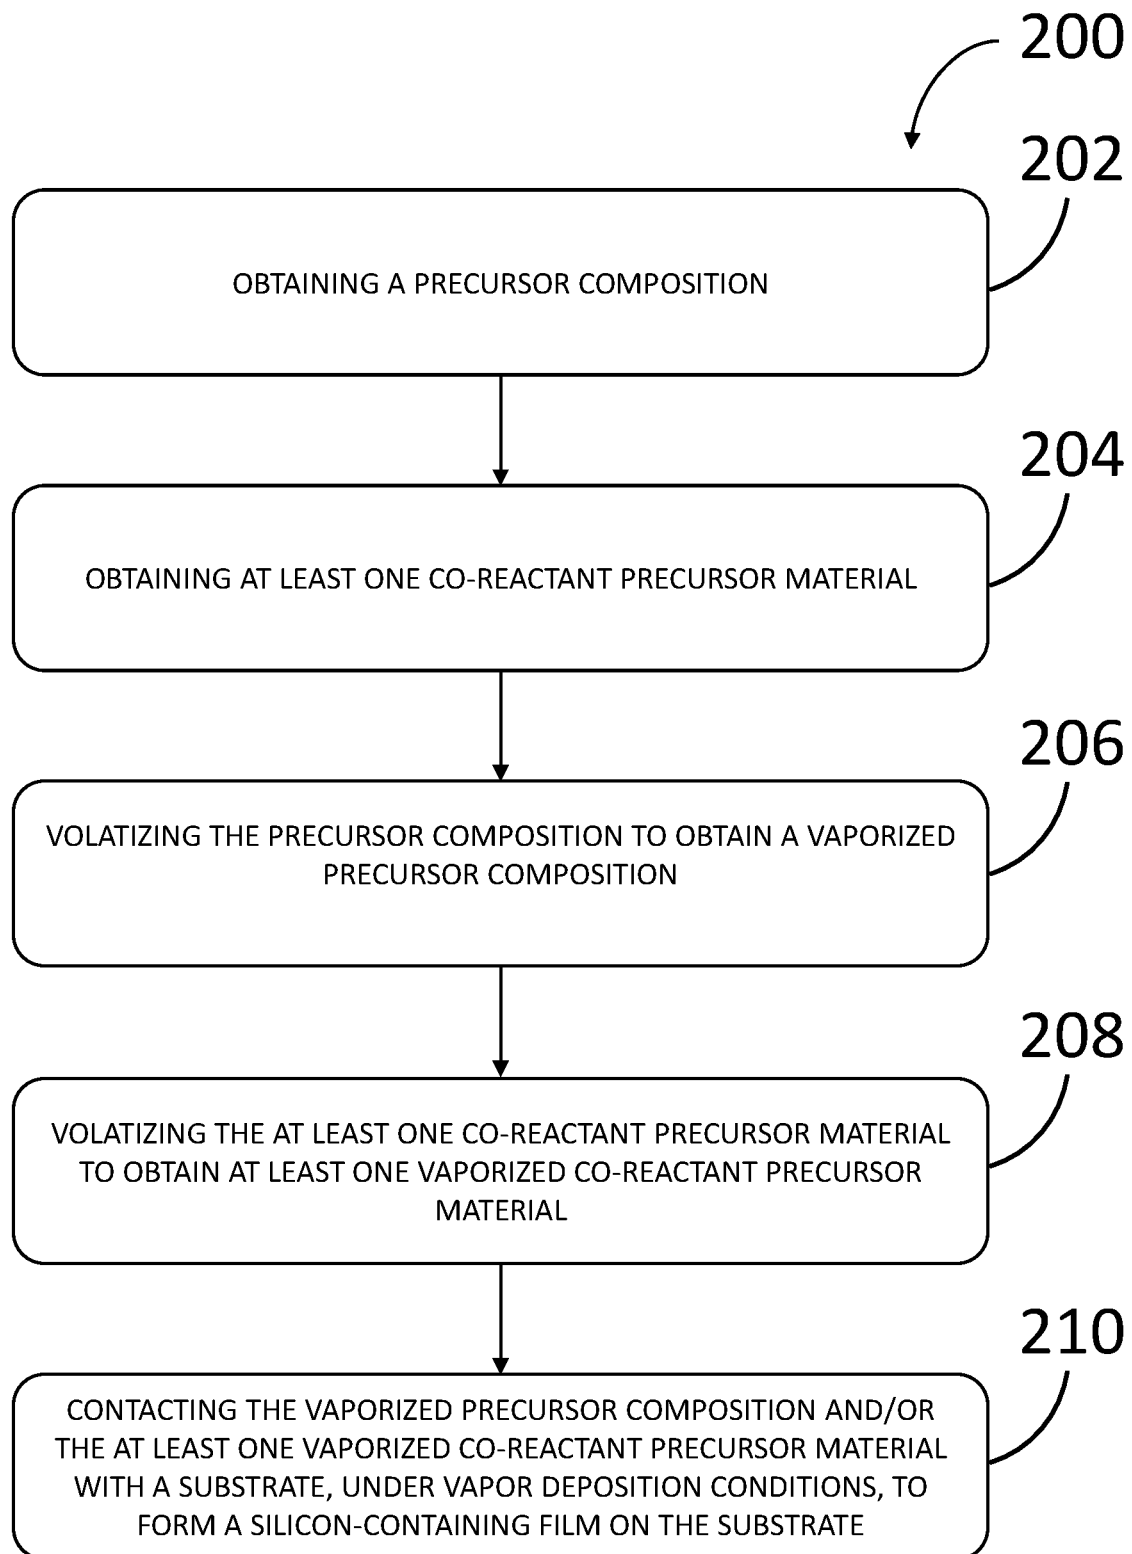 200
202
OBTAINING A PRECURSOR COMPOSITION
204
OBTAINING AT LEAST ONE CO-REACTANT PRECURSOR MATERIAL
206
VOLATIZING THE PRECURSOR COMPOSITION TO OBTAIN A VAPORIZED
PRECURSOR COMPOSITION
208
VOLATIZING THE AT LEAST ONE CO-REACTANT PRECURSOR MATERIAL
TO OBTAIN AT LEAST ONE VAPORIZED CO-REACTANT PRECURSOR
MATERIAL
210
CONTACTING THE VAPORIZED PRECURSOR COMPOSITION AND/OR
THE AT LEAST ONE VAPORIZED CO-REACTANT PRECURSOR MATERIAL
WITH A SUBSTRATE, UNDER VAPOR DEPOSITION CONDITIONS, TO
FORM A SILICON-CONTAINING FILM ON THE SUBSTRATE